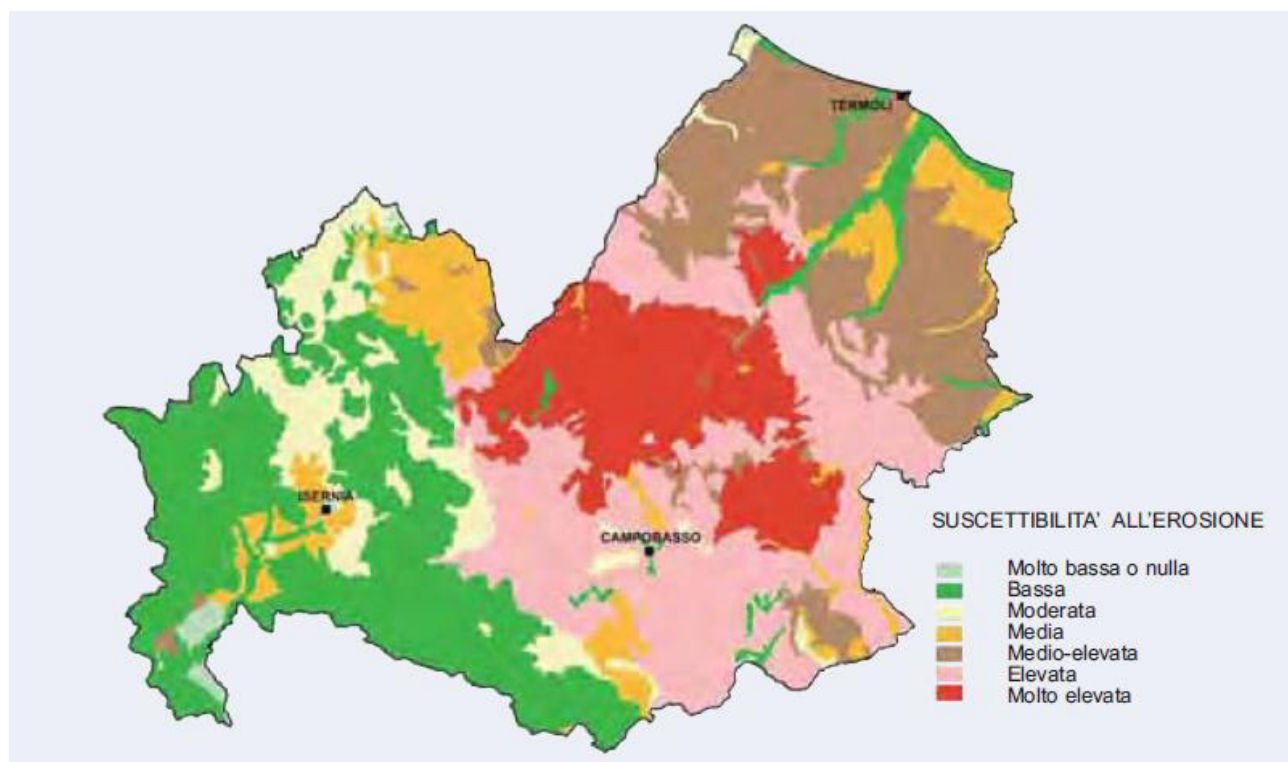 TERMOLI
ISERNIA
CAMPOBASSO
SUSCETTIBILITA' ALL'EROSIONE
Molto bassa o nulla
Bassa
Moderata
Media
Medio-elevata
Elevata
Molto elevata